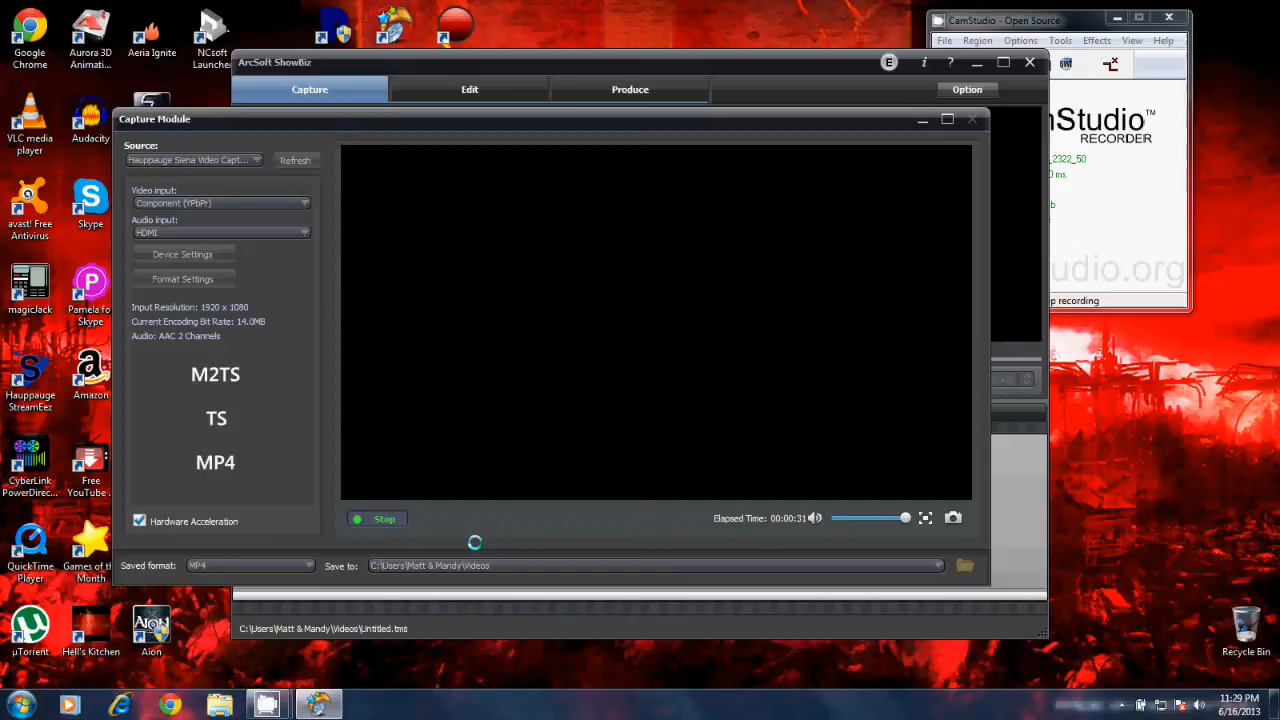 Google Chrome
Aurora 3D Animati...
Aeria Ignite
NCsoft Launche...
VLC media player
Audacity
avast! Free Antivirus
Skype
magicJack
Pamela for Skype
Hauppauge StreamEez
Amazon
CyberLink PowerDirec...
Free YouTube ...
QuickTime Player
Games of the Month
µTorrent
Hell's Kitchen
Aion
Recycle Bin
CamStudio - Open Source
File Region Options Tools Effects View Help
mStudio™
RECORDER
_2322_50
0 ms.
b
udio.org
p recording
ArcSoft ShowBiz
E
Capture Edit Produce Option
Capture Module
Source:
Hauppauge Siena Video Capt...
Refresh
Video input:
Component (YPbPr)
Audio input:
HDMI
Device Settings
Format Settings
Input Resolution: 1920 x 1080
Current Encoding Bit Rate: 14.0MB
Audio: AAC 2 Channels
M2TS
TS
MP4
Hardware Acceleration
Stop
Elapsed Time: 00:00:31
Saved format: MP4
Save to: C:\Users\Matt & Mandy\Videos
C:\Users\Matt & Mandy\Videos\Untitled.tms
11:29 PM
6/16/2013